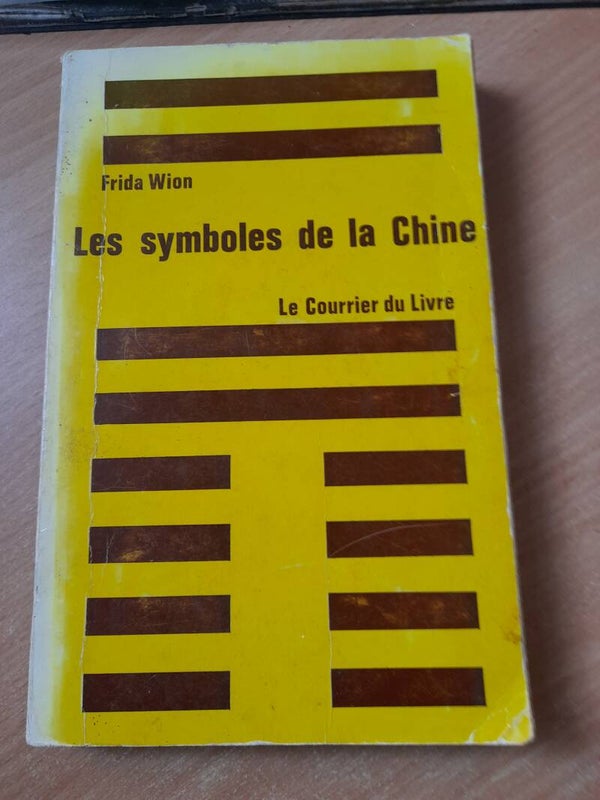 Frida Wion
Les symboles de la Chine
Le Courrier du Livre